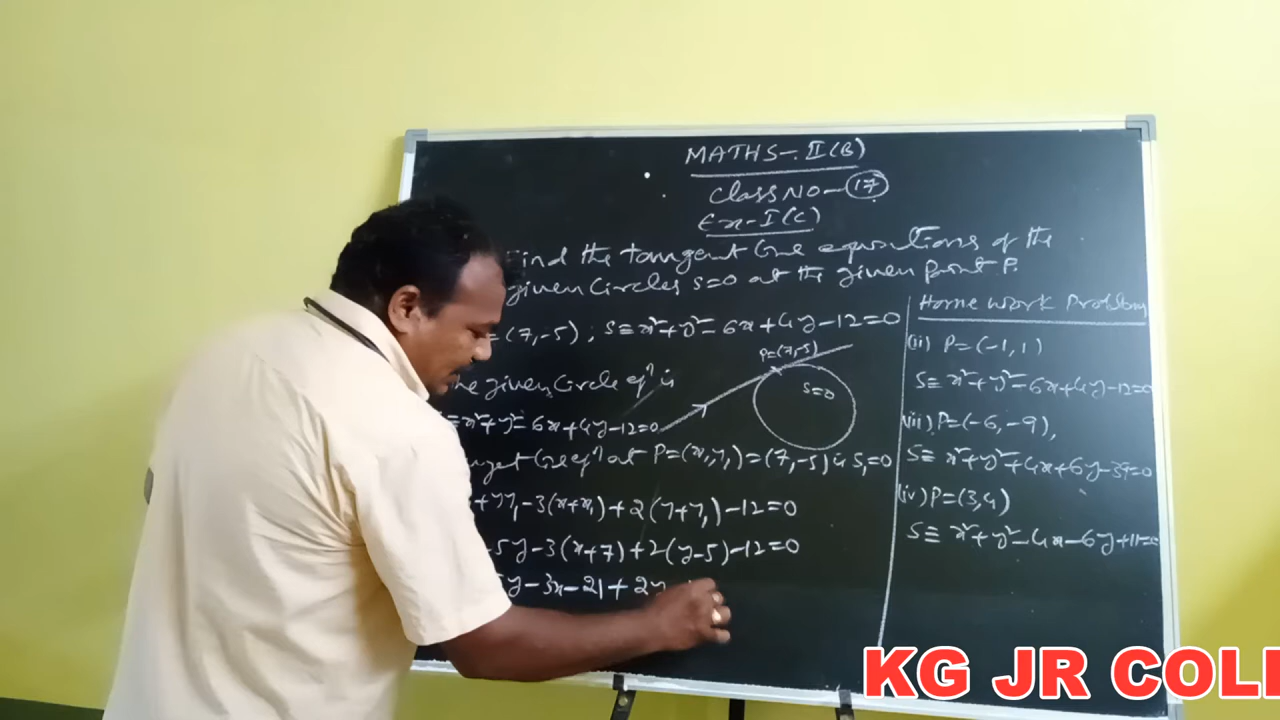 MATHS-II(B)
Class NO-17
Ex-I(C)
ind the tangent line equations of the
given Circles S=0 at the given point P.
=(7,-5); S≡x²+y²-6x+4y-12=0
he given Circle eqⁿ is
≡x²+y²-6x+4y-12=0
P=(7,-5)
S=0
eqⁿ at P=(x₁,y₁)=(7,-5) is S₁=0
+yy₁-3(x+x₁)+2(y+y₁)-12=0
-5y-3(x+7)+2(y-5)-12=0
5y-3x-21+2y
Home work Problem
(ii) P=(-1,1)
S≡x²+y²-6x+4y-12=0
(iii) P=(-6,-9),
S≡x²+y²+4x+6y-39=0
(iv) P=(3,4)
S≡x²+y²-4x-6y+11=0
KG JR COLL